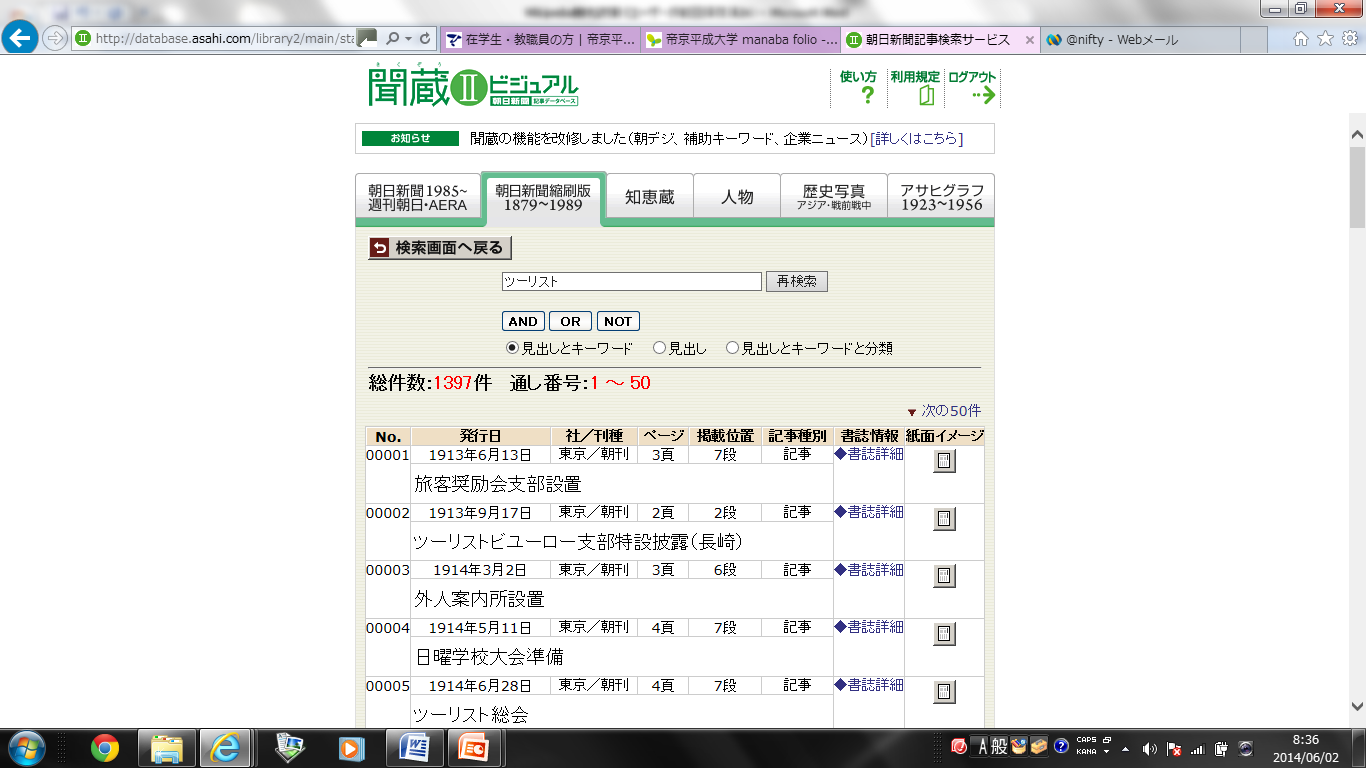 http://database.asahi.com/library2/main/sta
在学生・教職員の方 | 帝京平...
帝京平成大学 manaba folio -...
朝日新聞記事検索サービス
@nifty - Webメール
きくぞう
聞蔵Ⅱビジュアル
朝日新聞 記事データベース
使い方 ?
利用規定
ログアウト
お知らせ 聞蔵の機能を改修しました(朝デジ、補助キーワード、企業ニュース)[詳しくはこちら]
朝日新聞1985~
週刊朝日・AERA
朝日新聞縮刷版
1879~1989
知恵蔵
人物
歴史写真
アジア・戦前戦中
アサヒグラフ
1923~1956
検索画面へ戻る
ツーリスト 再検索
AND OR NOT
見出しとキーワード 見出し 見出しとキーワードと分類
総件数:1397件 通し番号:1 ~ 50
▼ 次の50件
No. 発行日 社/刊種 ページ 掲載位置 記事種別 書誌情報 紙面イメージ
00001 1913年6月13日 東京/朝刊 3頁 7段 記事 ◆書誌詳細
旅客奨励会支部設置
00002 1913年9月17日 東京/朝刊 2頁 2段 記事 ◆書誌詳細
ツーリストビユーロー支部特設披露(長崎)
00003 1914年3月2日 東京/朝刊 3頁 6段 記事 ◆書誌詳細
外人案内所設置
00004 1914年5月11日 東京/朝刊 4頁 7段 記事 ◆書誌詳細
日曜学校大会準備
00005 1914年6月28日 東京/朝刊 4頁 7段 記事 ◆書誌詳細
ツーリスト総会
A 般
CAPS
KANA
8:36
2014/06/02